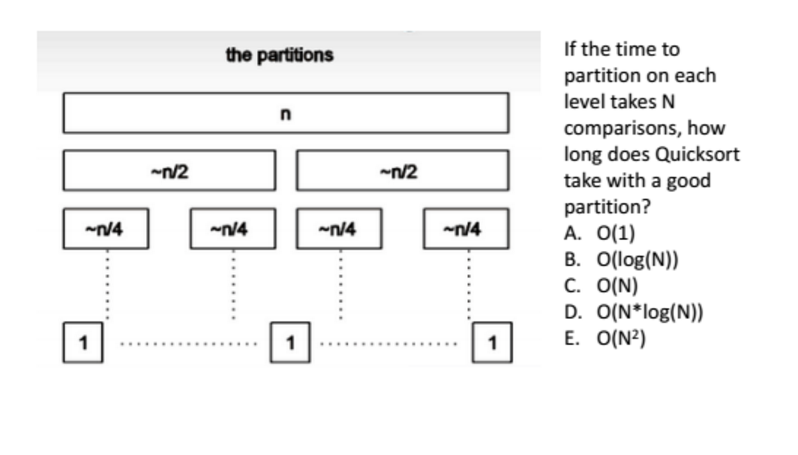 the partitions
n
~n/2 ~n/2
~n/4 ~n/4 ~n/4 ~n/4
1 1 1
If the time to
partition on each
level takes N
comparisons, how
long does Quicksort
take with a good
partition?
A. O(1)
B. O(log(N))
C. O(N)
D. O(N*log(N))
E. O(N²)